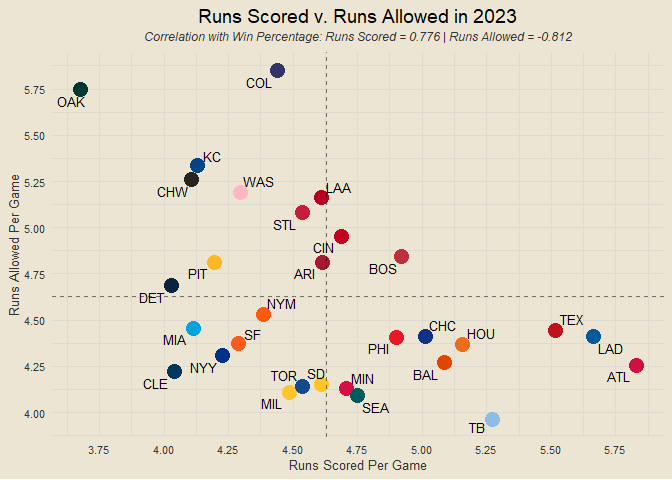 Runs Scored v. Runs Allowed in 2023
Correlation with Win Percentage: Runs Scored = 0.776 | Runs Allowed = -0.812
COL
5.75
OAK
5.50
KC
5.25
CHW
WAS
LAA
STL
5.00
CIN
BOS
ARI
4.75
PIT
DET
NYM
4.50
TEX
CHC
HOU
MIA
SF
PHI
LAD
4.25
NYY
CLE
TOR
SD
MIN
BAL
ATL
MIL
SEA
4.00
TB
3.75 4.00 4.25 4.50 4.75 5.00 5.25 5.50 5.75
Runs Scored Per Game
Runs Allowed Per Game